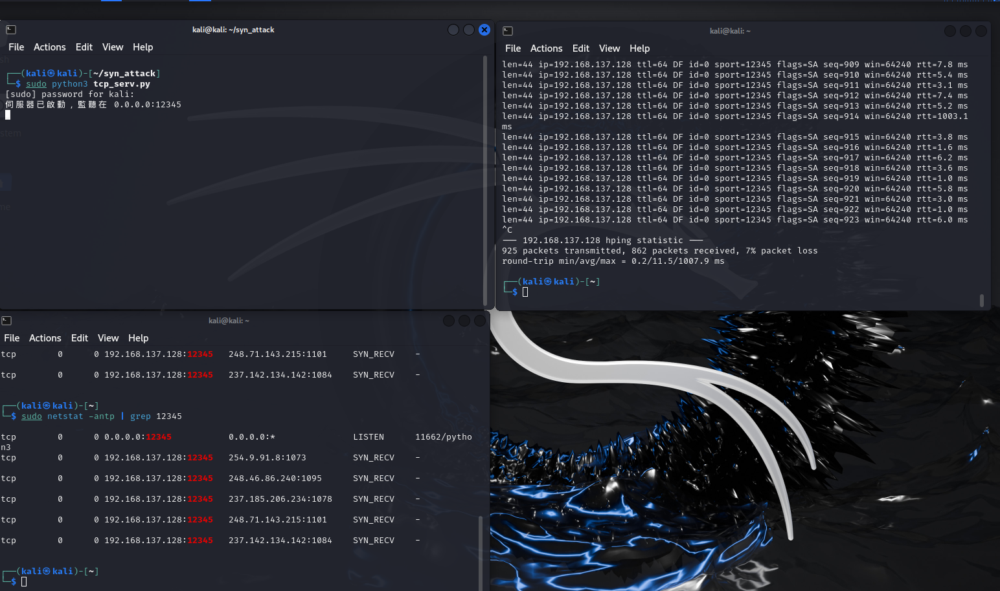 kali@kali: ~/syn_attack
File Actions Edit View Help
┌──(kali㉿kali)-[~/syn_attack]
└─$ sudo python3 tcp_serv.py
[sudo] password for kali:
伺服器已啟動，監聽在 0.0.0.0:12345
kali@kali: ~
File Actions Edit View Help
len=44 ip=192.168.137.128 ttl=64 DF id=0 sport=12345 flags=SA seq=909 win=64240 rtt=7.8 ms
len=44 ip=192.168.137.128 ttl=64 DF id=0 sport=12345 flags=SA seq=910 win=64240 rtt=5.4 ms
len=44 ip=192.168.137.128 ttl=64 DF id=0 sport=12345 flags=SA seq=911 win=64240 rtt=3.1 ms
len=44 ip=192.168.137.128 ttl=64 DF id=0 sport=12345 flags=SA seq=912 win=64240 rtt=7.4 ms
len=44 ip=192.168.137.128 ttl=64 DF id=0 sport=12345 flags=SA seq=913 win=64240 rtt=5.2 ms
len=44 ip=192.168.137.128 ttl=64 DF id=0 sport=12345 flags=SA seq=914 win=64240 rtt=1003.1
ms
len=44 ip=192.168.137.128 ttl=64 DF id=0 sport=12345 flags=SA seq=915 win=64240 rtt=3.8 ms
len=44 ip=192.168.137.128 ttl=64 DF id=0 sport=12345 flags=SA seq=916 win=64240 rtt=1.6 ms
len=44 ip=192.168.137.128 ttl=64 DF id=0 sport=12345 flags=SA seq=917 win=64240 rtt=6.2 ms
len=44 ip=192.168.137.128 ttl=64 DF id=0 sport=12345 flags=SA seq=918 win=64240 rtt=3.6 ms
len=44 ip=192.168.137.128 ttl=64 DF id=0 sport=12345 flags=SA seq=919 win=64240 rtt=1.0 ms
len=44 ip=192.168.137.128 ttl=64 DF id=0 sport=12345 flags=SA seq=920 win=64240 rtt=5.8 ms
len=44 ip=192.168.137.128 ttl=64 DF id=0 sport=12345 flags=SA seq=921 win=64240 rtt=3.0 ms
len=44 ip=192.168.137.128 ttl=64 DF id=0 sport=12345 flags=SA seq=922 win=64240 rtt=1.0 ms
len=44 ip=192.168.137.128 ttl=64 DF id=0 sport=12345 flags=SA seq=923 win=64240 rtt=6.0 ms
^C
--- 192.168.137.128 hping statistic ---
925 packets transmitted, 862 packets received, 7% packet loss
round-trip min/avg/max = 0.2/11.5/1007.9 ms
┌──(kali㉿kali)-[~]
└─$
kali@kali: ~
File Actions Edit View Help
tcp 0 0 192.168.137.128:12345 248.71.143.215:1101 SYN_RECV -
tcp 0 0 192.168.137.128:12345 237.142.134.142:1084 SYN_RECV -
┌──(kali㉿kali)-[~]
└─$ sudo netstat -antp | grep 12345
tcp 0 0 0.0.0.0:12345 0.0.0.0:* LISTEN 11662/pytho
n3
tcp 0 0 192.168.137.128:12345 254.9.91.8:1073 SYN_RECV -
tcp 0 0 192.168.137.128:12345 248.46.86.240:1095 SYN_RECV -
tcp 0 0 192.168.137.128:12345 237.185.206.234:1078 SYN_RECV -
tcp 0 0 192.168.137.128:12345 248.71.143.215:1101 SYN_RECV -
tcp 0 0 192.168.137.128:12345 237.142.134.142:1084 SYN_RECV -
┌──(kali㉿kali)-[~]
└─$